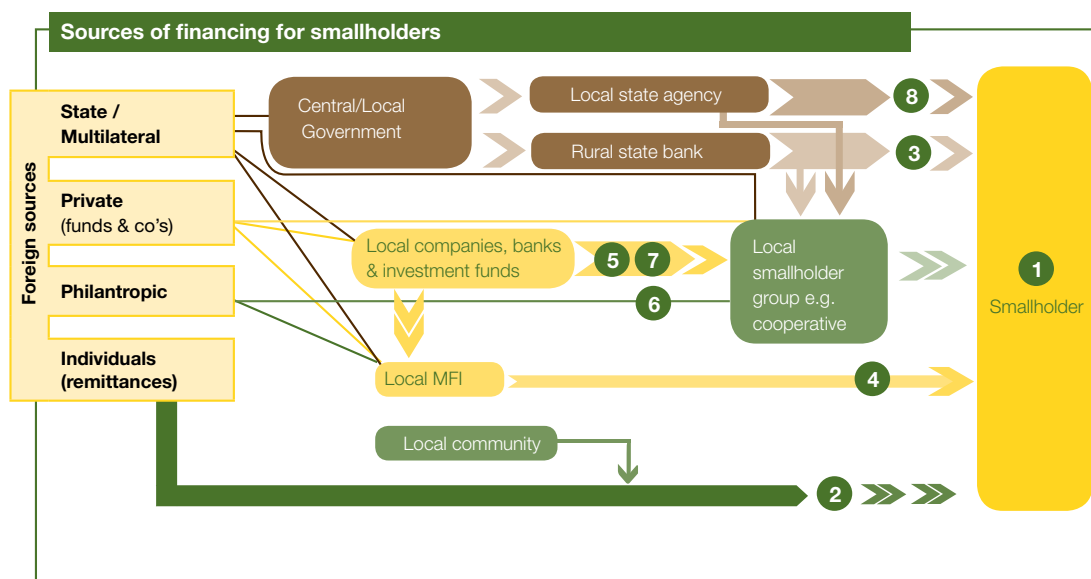 Sources of financing for smallholders
Foreign sources
State /
Multilateral
Private
(funds & co's)
Philantropic
Individuals
(remittances)
Central/Local
Government
Local state agency
8
Rural state bank
3
Local companies, banks
& investment funds
5
7
Local
smallholder
group e.g.
cooperative
6
1
Smallholder
Local MFI
4
Local community
2